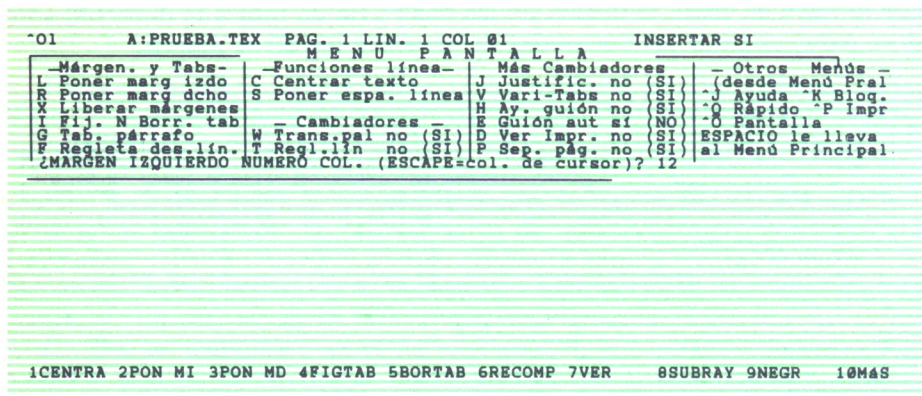 ^O1 A:PRUEBA.TEX PAG. 1 LIN. 1 COL 01 INSERTAR SI
M E N U P A N T A L L A
—Márgen. y Tabs- —Funciones línea— Más Cambiadores — Otros Menús —
L Poner marg izdo C Centrar texto J Justific. no (SI) (desde Menú Pral
R Poner marg dcho S Poner espa. línea V Vari-Tabs no (SI) ^J Ayuda ^K Bloq.
X Liberar márgenes H Ay. guión no (SI) ^Q Rápido ^P Impr
I Fij. N Borr. tab — Cambiadores — E Guión aut sí (NO) ^O Pantalla
G Tab. párrafo W Trans.pal no (SI) D Ver Impr. no (SI) ESPACIO le lleva
F Regleta des.lín. T Regl.lín no (SI) P Sep. pág. no (SI) al Menú Principal.
¿MARGEN IZQUIERDO NUMERO COL. (ESCAPE=col. de cursor)? 12
1CENTRA 2PON MI 3PON MD 4FIGTAB 5BORTAB 6RECOMP 7VER 8SUBRAY 9NEGR 10MáS